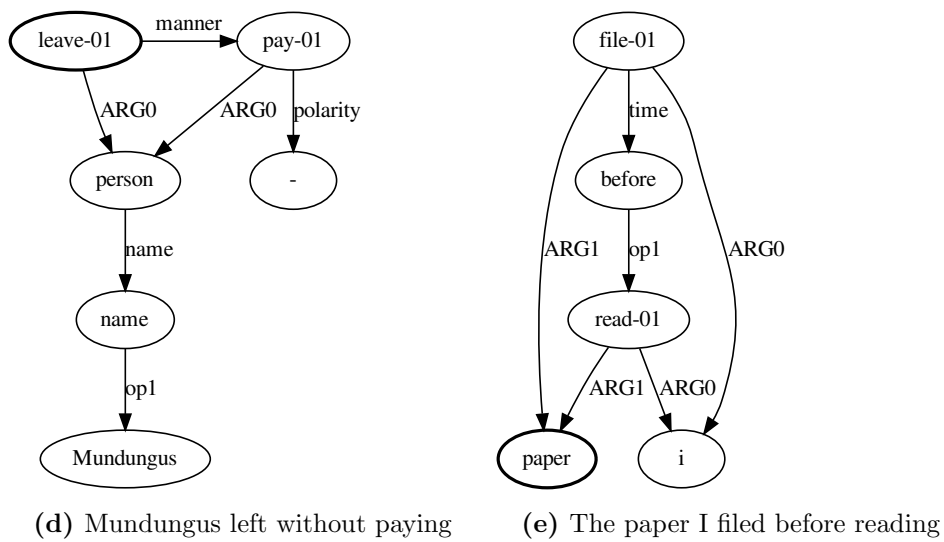 leave-01
manner
pay-01
ARG0
ARG0
polarity
person
-
name
name
op1
Mundungus
(d) Mundungus left without paying
file-01
time
before
ARG1
op1
ARG0
read-01
ARG1
ARG0
paper
i
(e) The paper I filed before reading